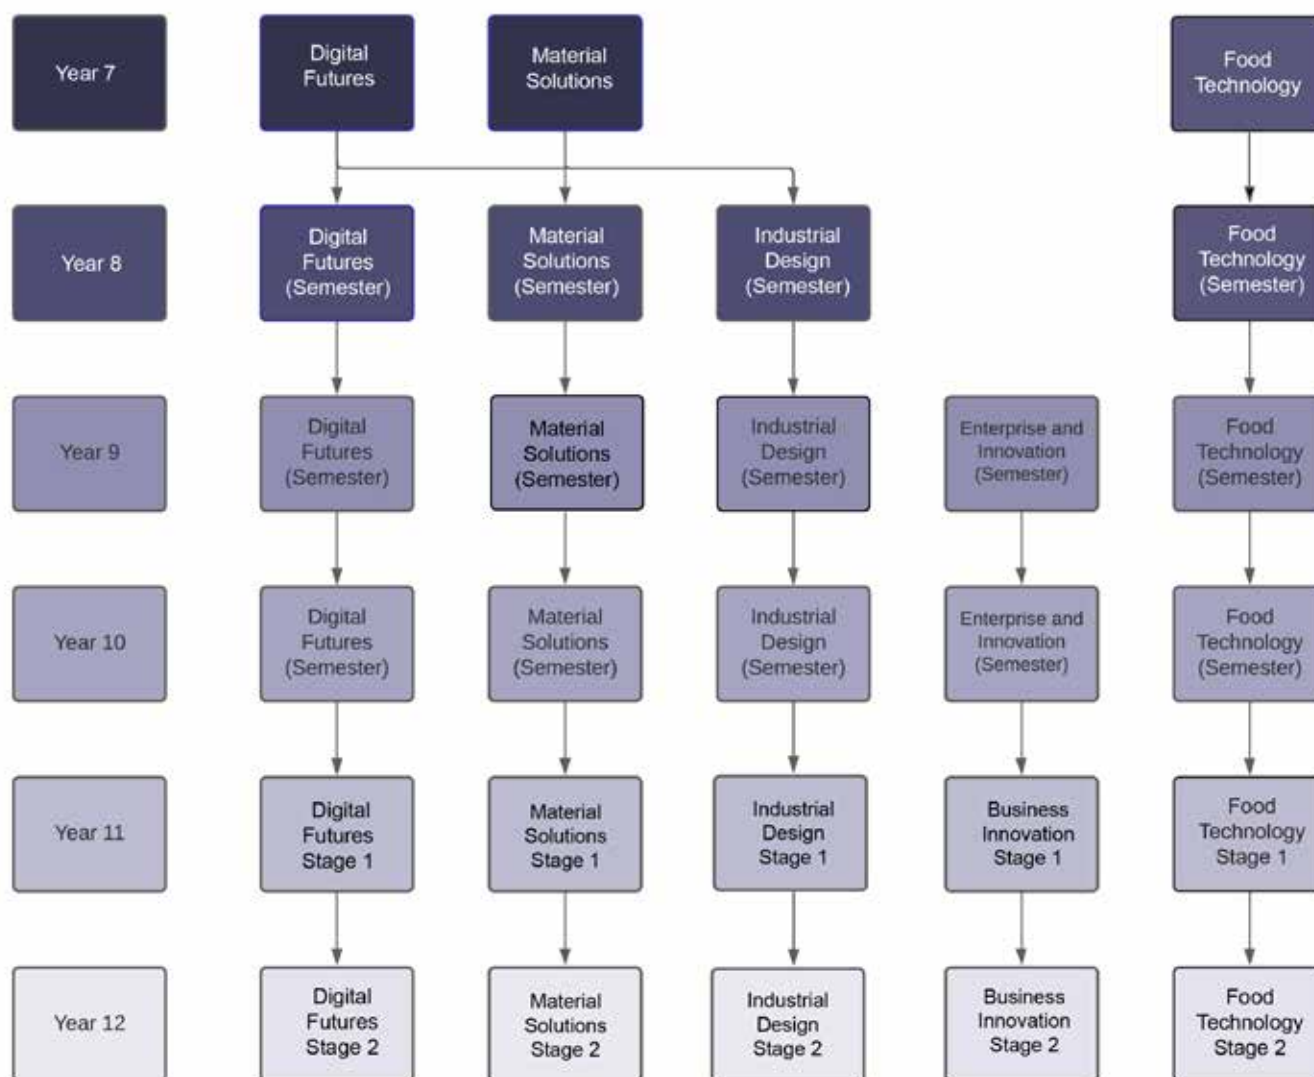 Year 7
Digital
Futures
Material
Solutions
Food
Technology
Year 8
Digital
Futures
(Semester)
Material
Solutions
(Semester)
Industrial
Design
(Semester)
Food
Technology
(Semester)
Year 9
Digital
Futures
(Semester)
Material
Solutions
(Semester)
Industrial
Design
(Semester)
Enterprise and
Innovation
(Semester)
Food
Technology
(Semester)
Year 10
Digital
Futures
(Semester)
Material
Solutions
(Semester)
Industrial
Design
(Semester)
Enterprise and
Innovation
(Semester)
Food
Technology
(Semester)
Year 11
Digital
Futures
Stage 1
Material
Solutions
Stage 1
Industrial
Design
Stage 1
Business
Innovation
Stage 1
Food
Technology
Stage 1
Year 12
Digital
Futures
Stage 2
Material
Solutions
Stage 2
Industrial
Design
Stage 2
Business
Innovation
Stage 2
Food
Technology
Stage 2